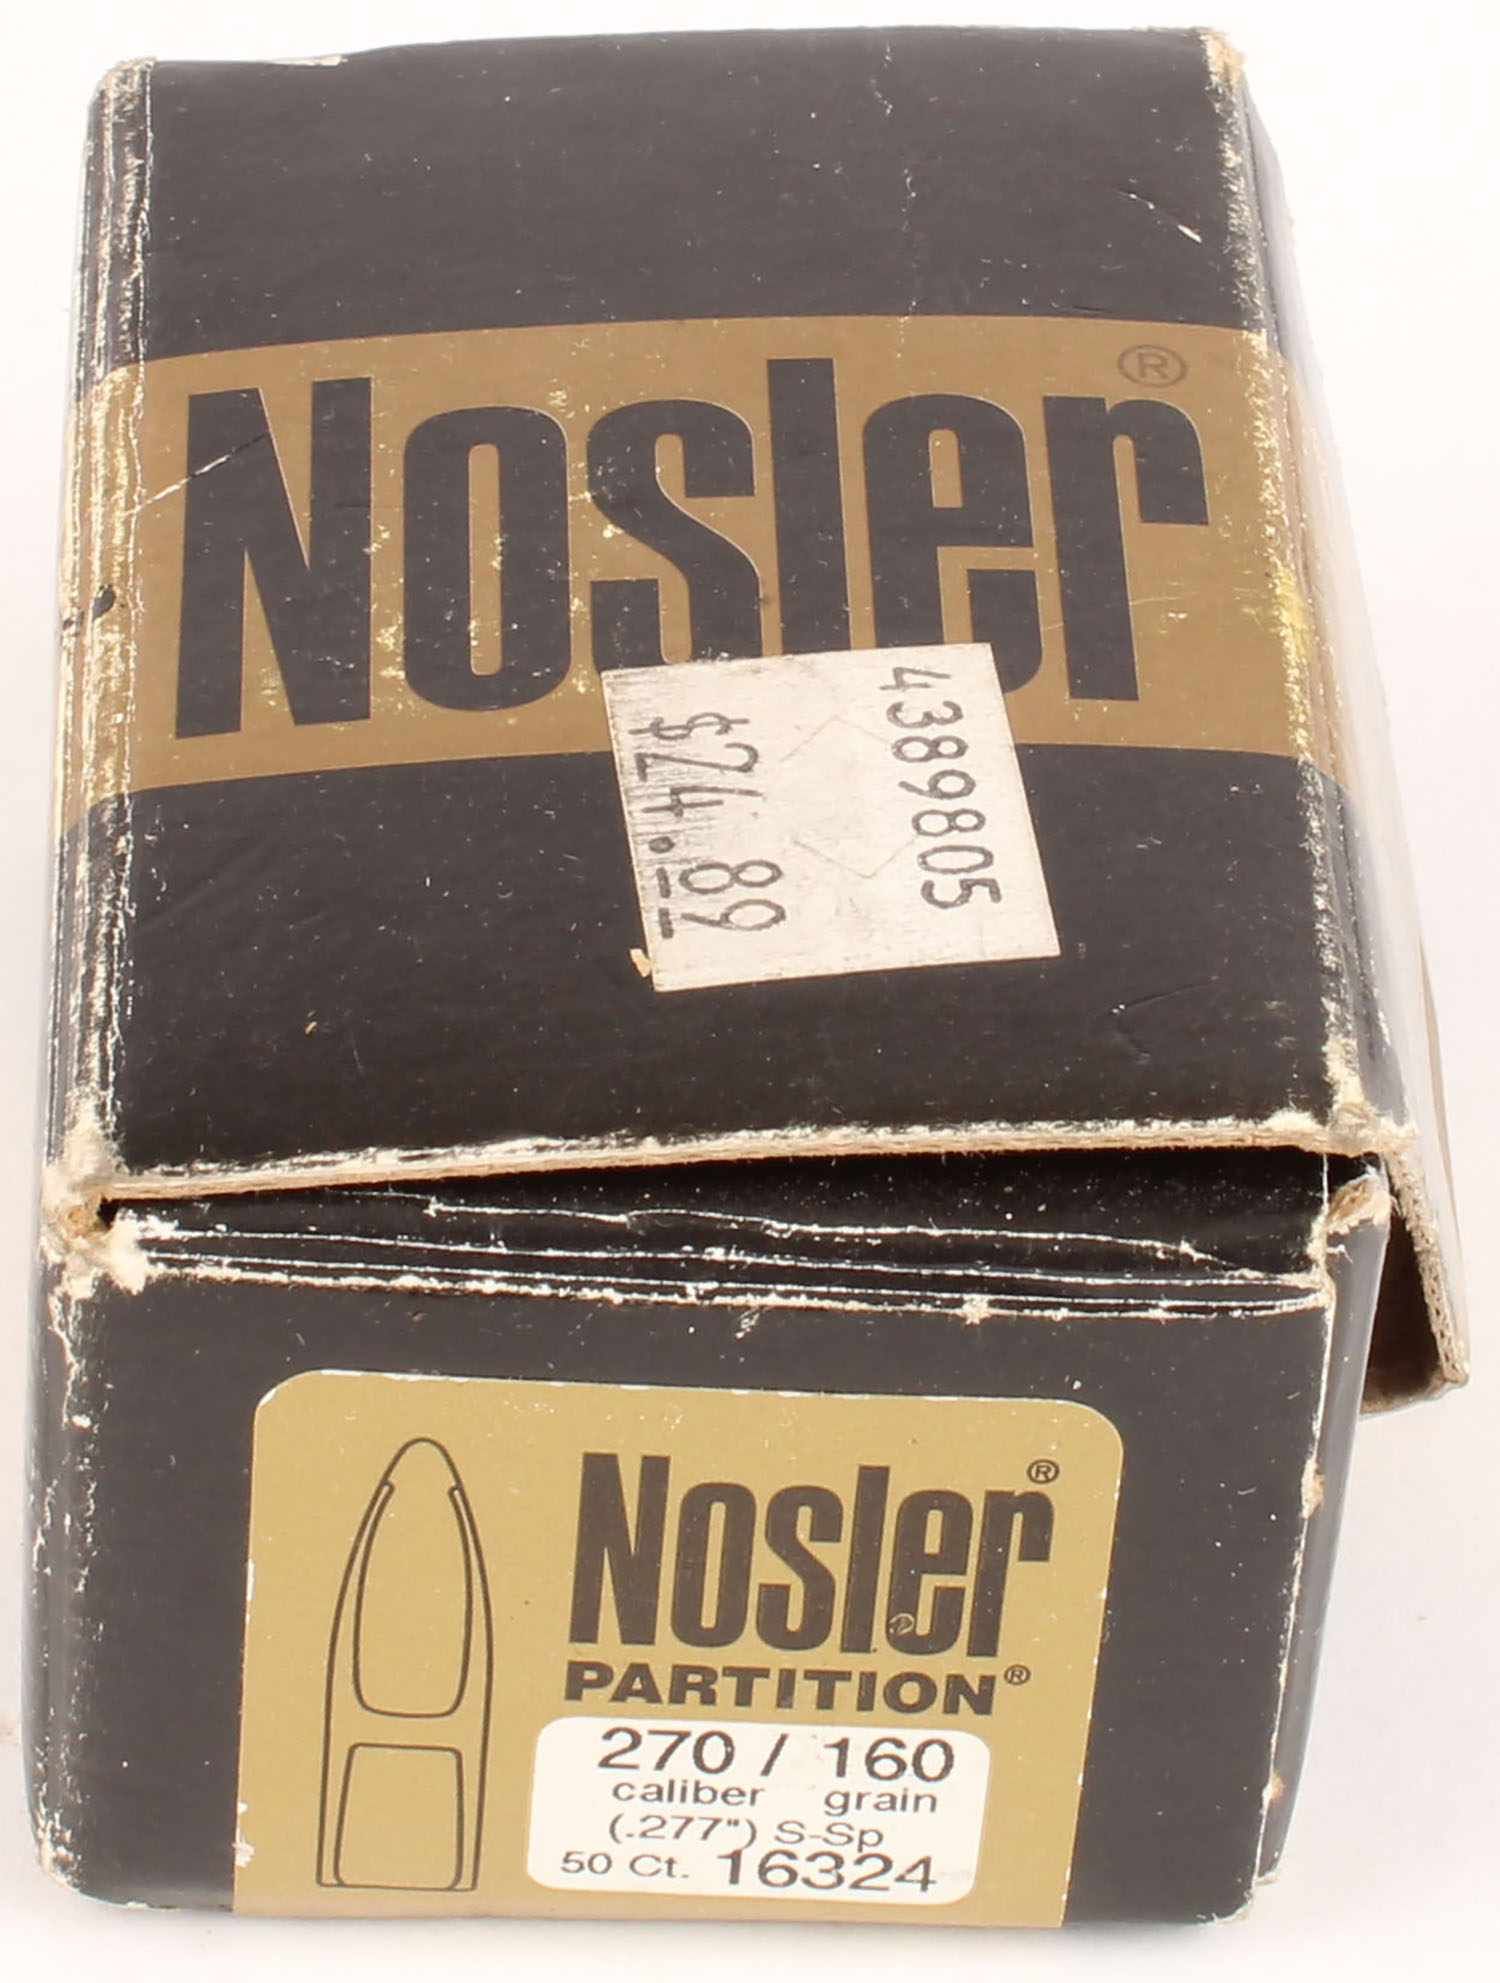 Nosler®
4389805
$24.89
Nosler®
PARTITION®
270 / 160
caliber grain
(.277") S-Sp
50 Ct. 16324